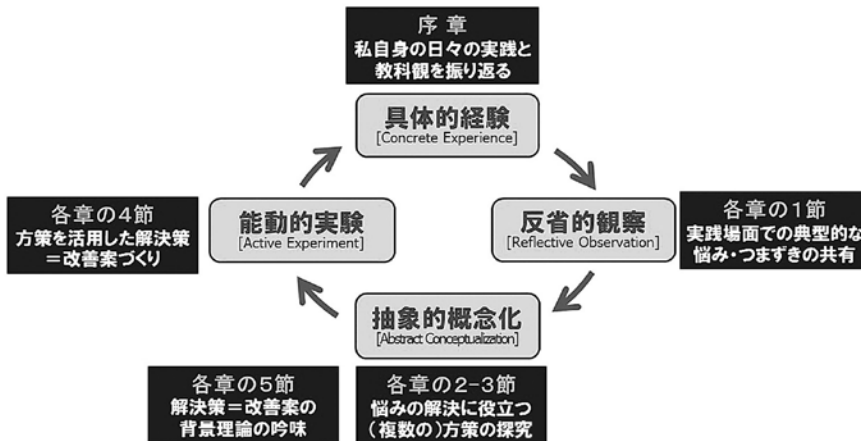 序章
私自身の日々の実践と
教科観を振り返る
具体的経験
[Concrete Experience]
各章の4節
方策を活用した解決策
=改善案づくり
能動的実験
[Active Experiment]
反省的観察
[Reflective Observation]
各章の1節
実践場面での典型的な
悩み・つまずきの共有
抽象的概念化
[Abstract Conceptualization]
各章の5節
解決策=改善案の
背景理論の吟味
各章の2-3節
悩みの解決に役立つ
(複数の)方策の探究